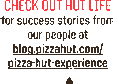 CHECK OUT HUT LIFE
for success stories from
our people at
blog.pizzahut.com/
pizza-hut-experience